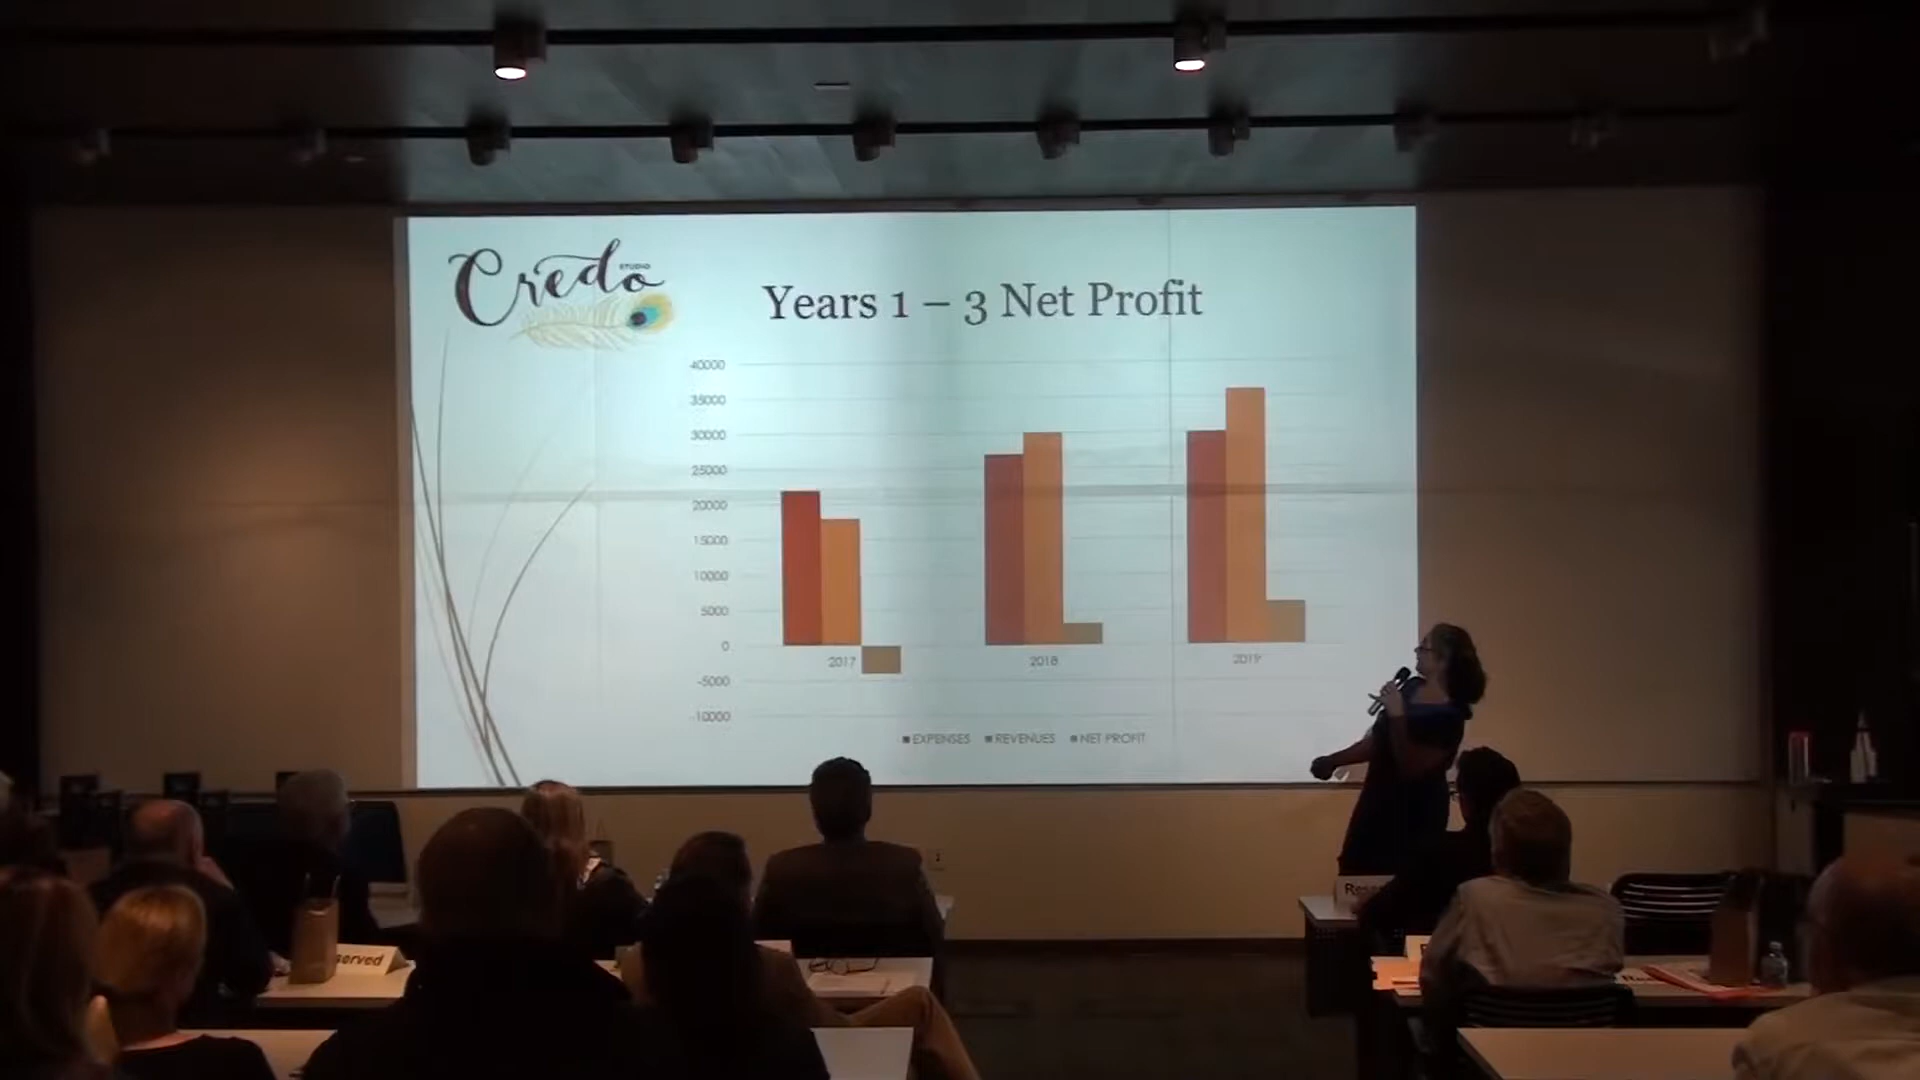 Credo
STUDIO
Years 1 – 3 Net Profit
40000
35000
30000
25000
20000
15000
10000
5000
0
-5000
-10000
2017
2018
2019
EXPENSES REVENUES NET PROFIT
served